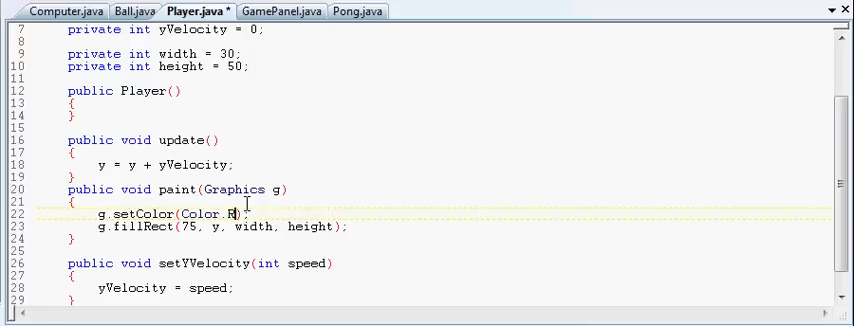 Computer.java Ball.java Player.java * GamePanel.java Pong.java
7 private int yVelocity = 0;
8
9 private int width = 30;
10 private int height = 50;
11
12 public Player()
13 {
14 }
15
16 public void update()
17 {
18 y = y + yVelocity;
19 }
20 public void paint(Graphics g)
21 {
22 g.setColor(Color.R);
23 g.fillRect(75, y, width, height);
24 }
25
26 public void setYVelocity(int speed)
27 {
28 yVelocity = speed;
29 }